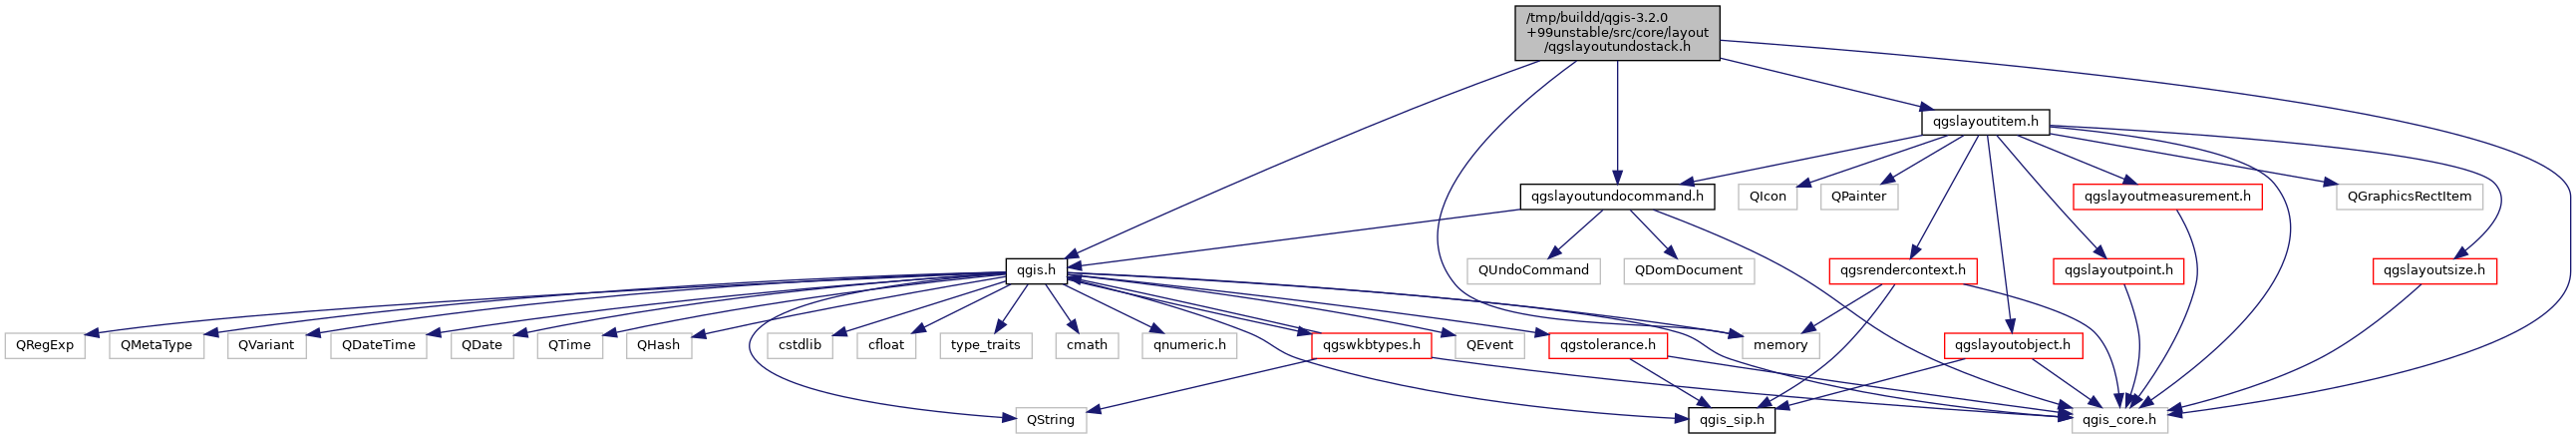 /tmp/buildd/qgis-3.2.0
+99unstable/src/core/layout
/qgslayoutundostack.h
qgslayoutitem.h
qgslayoutundocommand.h
QIcon
QPainter
qgslayoutmeasurement.h
QGraphicsRectItem
qgis.h
QUndoCommand
QDomDocument
qgsrendercontext.h
qgslayoutpoint.h
qgslayoutsize.h
QRegExp
QMetaType
QVariant
QDateTime
QDate
QTime
QHash
cstdlib
cfloat
type_traits
cmath
qnumeric.h
qgswkbtypes.h
QEvent
qgstolerance.h
memory
qgslayoutobject.h
QString
qgis_sip.h
qgis_core.h